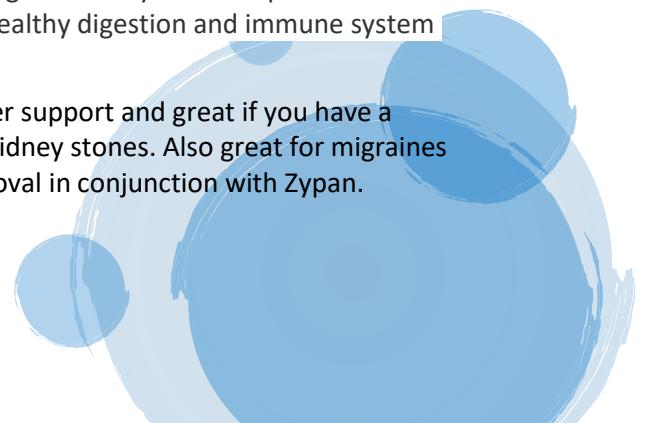 ealthy digestion and immune system
er support and great if you have a
idney stones. Also great for migraines
oval in conjunction with Zypan.